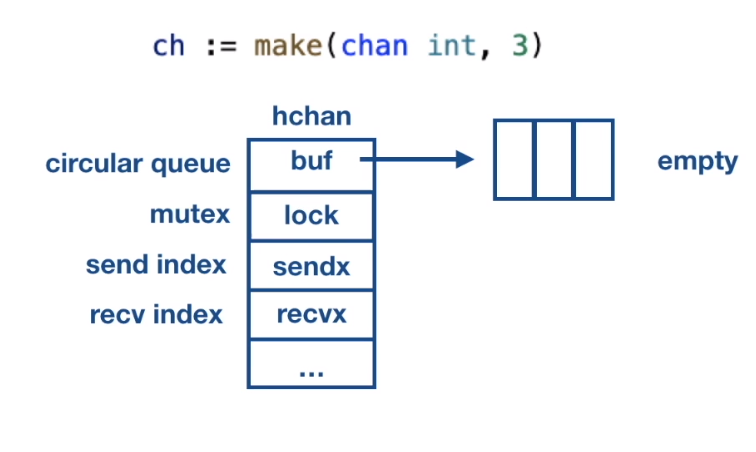 ch := make(chan int, 3)
hchan
circular queue buf empty
mutex lock
send index sendx
recv index recvx
...